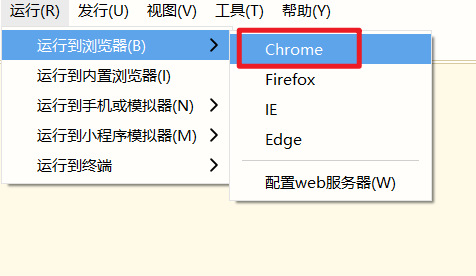 运行(R) 发行(U) 视图(V) 工具(T) 帮助(Y)
运行到浏览器(B)
运行到内置浏览器(I)
运行到手机或模拟器(N)
运行到小程序模拟器(M)
运行到终端
Chrome
Firefox
IE
Edge
配置web服务器(W)